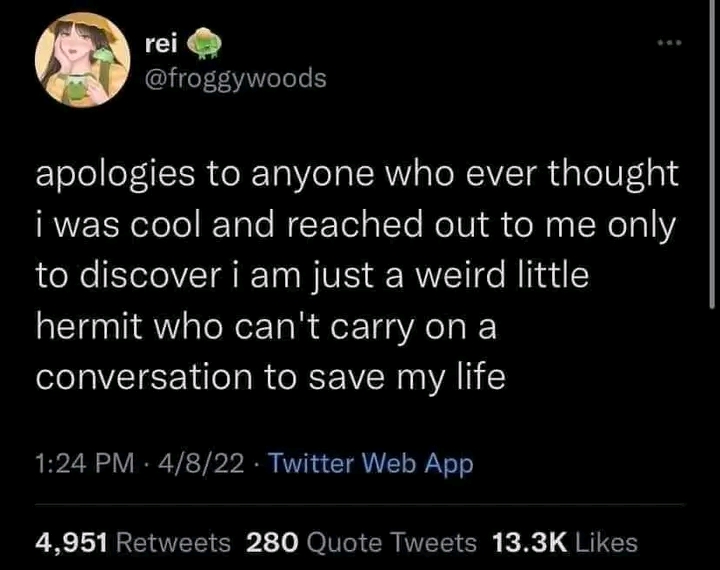 rei
@froggywoods
apologies to anyone who ever thought
i was cool and reached out to me only
to discover i am just a weird little
hermit who can't carry on a
conversation to save my life
1:24 PM · 4/8/22 · Twitter Web App
4,951 Retweets 280 Quote Tweets 13.3K Likes